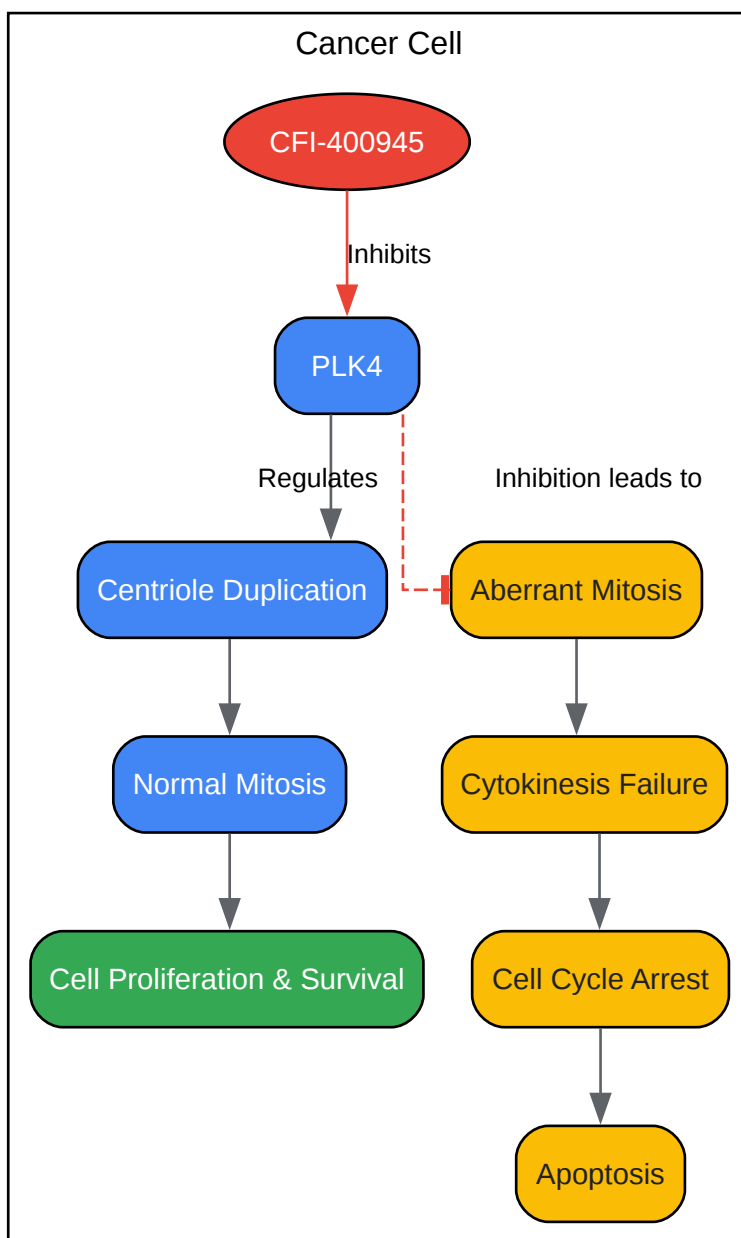 Cancer Cell
CFI-400945
Inhibits
PLK4
Regulates
Inhibition leads to
Centriole Duplication
Aberrant Mitosis
Normal Mitosis
Cytokinesis Failure
Cell Proliferation & Survival
Cell Cycle Arrest
Apoptosis